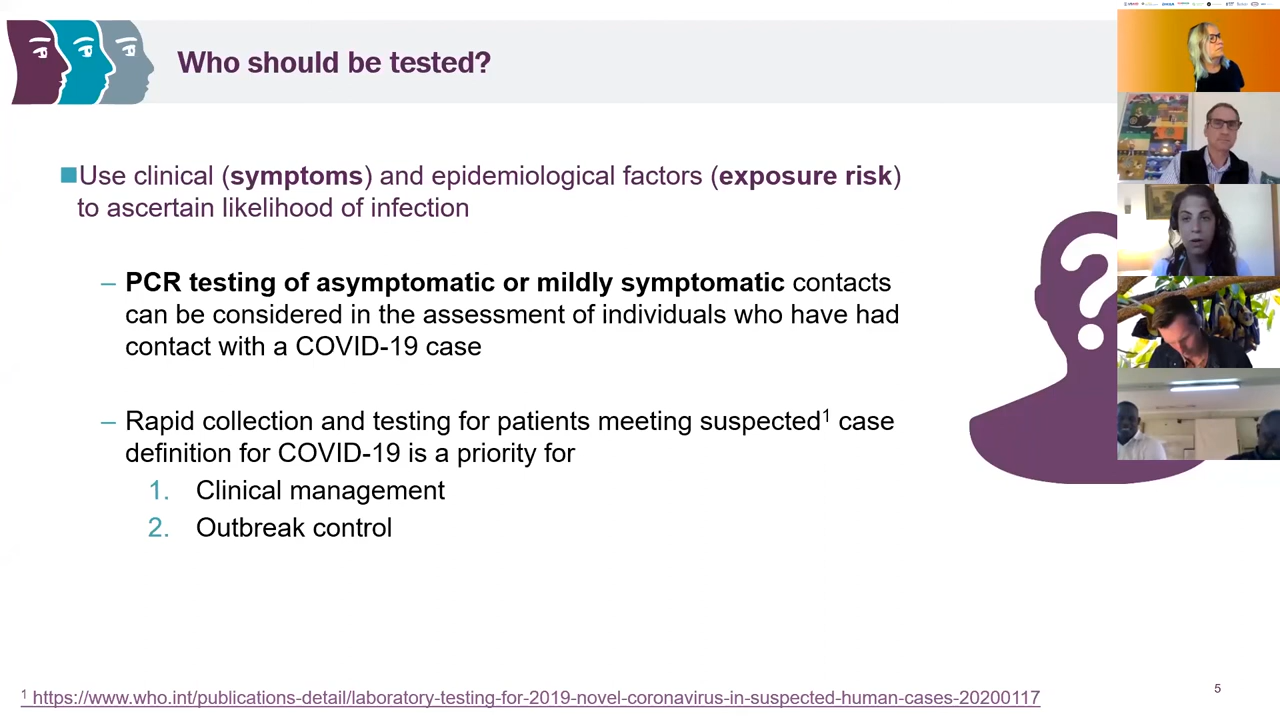 Who should be tested?
Use clinical (symptoms) and epidemiological factors (exposure risk)
to ascertain likelihood of infection
– PCR testing of asymptomatic or mildly symptomatic contacts
can be considered in the assessment of individuals who have had
contact with a COVID-19 case
– Rapid collection and testing for patients meeting suspected¹ case
definition for COVID-19 is a priority for
1. Clinical management
2. Outbreak control
?
¹ https://www.who.int/publications-detail/laboratory-testing-for-2019-novel-coronavirus-in-suspected-human-cases-20200117
5